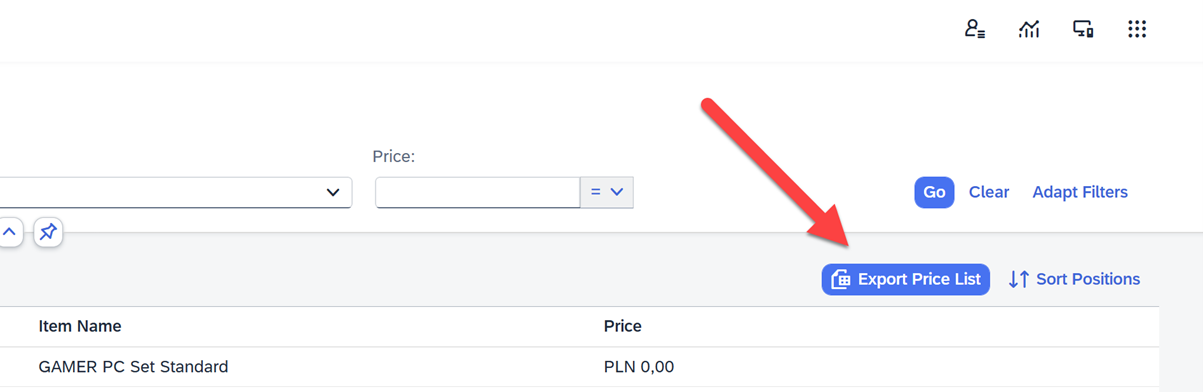 Price:
=
Go Clear Adapt Filters
Export Price List Sort Positions
Item Name Price
GAMER PC Set Standard PLN 0,00